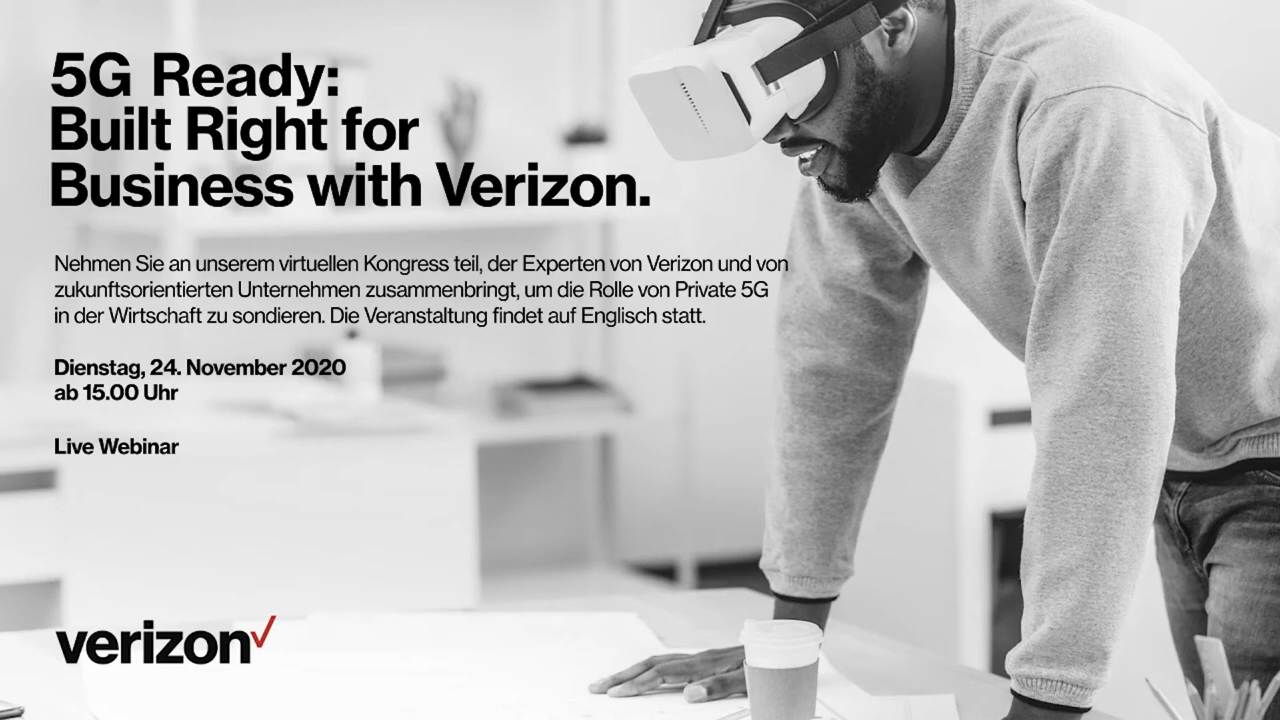 5G Ready:
Built Right for
Business with Verizon.
Nehmen Sie an unserem virtuellen Kongress teil, der Experten von Verizon und von
zukunftsorientierten Unternehmen zusammenbringt, um die Rolle von Private 5G
in der Wirtschaft zu sondieren. Die Veranstaltung findet auf Englisch statt.
Dienstag, 24. November 2020
ab 15.00 Uhr
Live Webinar
verizon